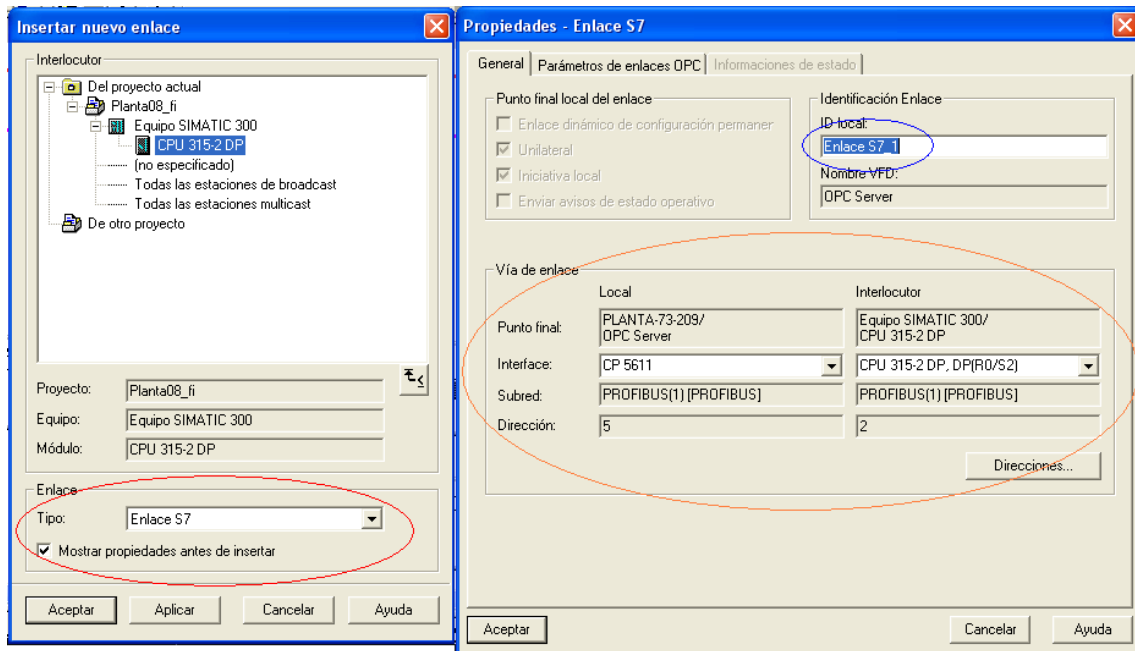 Insertar nuevo enlace
Interlocutor
Del proyecto actual
Planta08_fi
Equipo SIMATIC 300
CPU 315-2 DP
(no especificado)
Todas las estaciones de broadcast
Todas las estaciones multicast
De otro proyecto
Proyecto: Planta08_fi
Equipo: Equipo SIMATIC 300
Módulo: CPU 315-2 DP
Enlace
Tipo: Enlace S7
Mostrar propiedades antes de insertar
Aceptar Aplicar Cancelar Ayuda
Propiedades - Enlace S7
General Parámetros de enlaces OPC Informaciones de estado
Punto final local del enlace
Enlace dinámico de configuración permaner
Unilateral
Iniciativa local
Enviar avisos de estado operativo
Identificación Enlace
ID local:
Enlace S7_1
Nombre VFD:
OPC Server
Vía de enlace
Local Interlocutor
Punto final: PLANTA-73-209/ Equipo SIMATIC 300/
OPC Server CPU 315-2 DP
Interface: CP 5611 CPU 315-2 DP, DP(R0/S2)
Subred: PROFIBUS(1) [PROFIBUS] PROFIBUS(1) [PROFIBUS]
Dirección: 5 2
Direcciones...
Aceptar Cancelar Ayuda